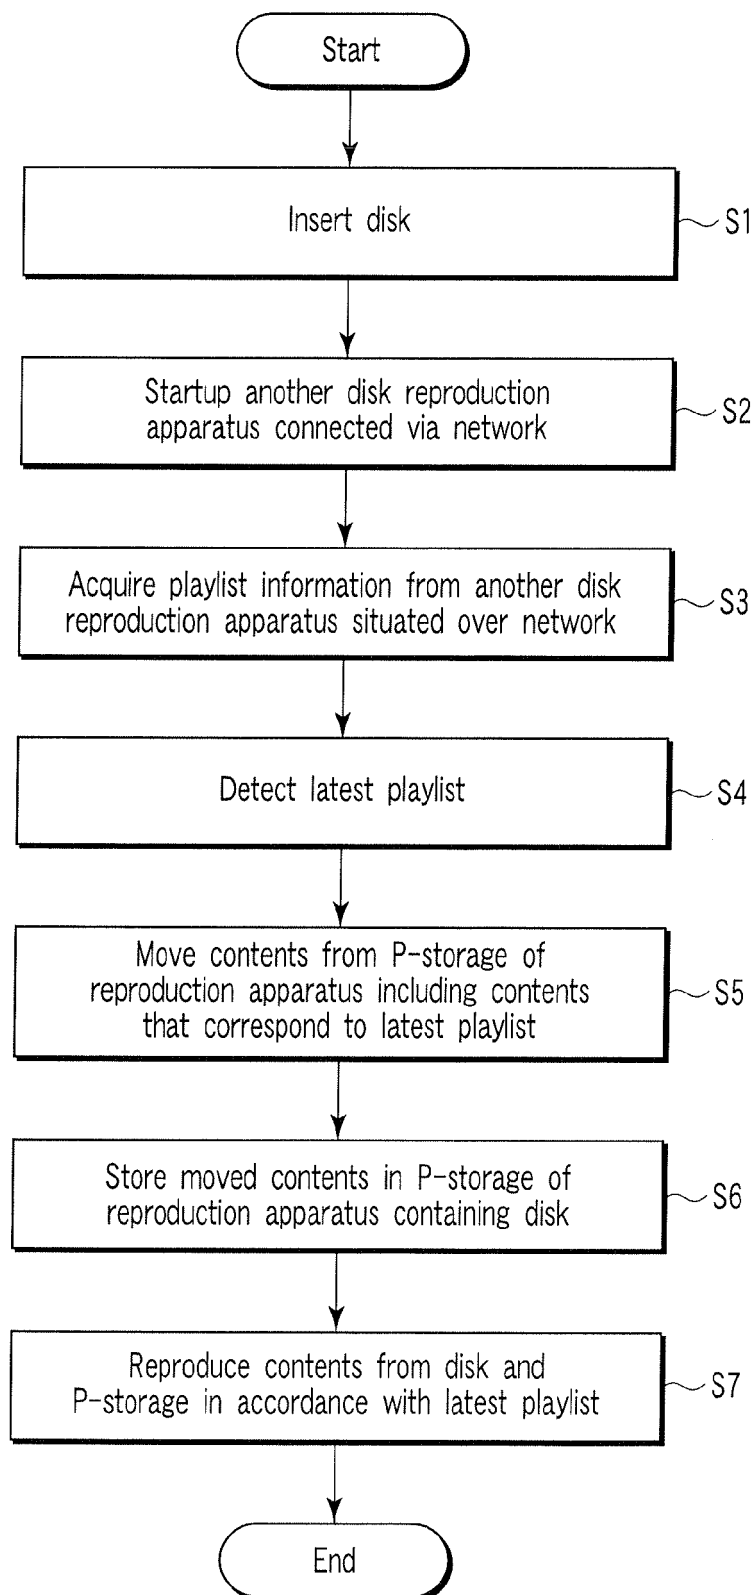 Start
Insert disk
S1
Startup another disk reproduction
apparatus connected via network
S2
Acquire playlist information from another disk
reproduction apparatus situated over network
S3
Detect latest playlist
S4
Move contents from P-storage of
reproduction apparatus including contents
that correspond to latest playlist
S5
Store moved contents in P-storage of
reproduction apparatus containing disk
S6
Reproduce contents from disk and
P-storage in accordance with latest playlist
S7
End